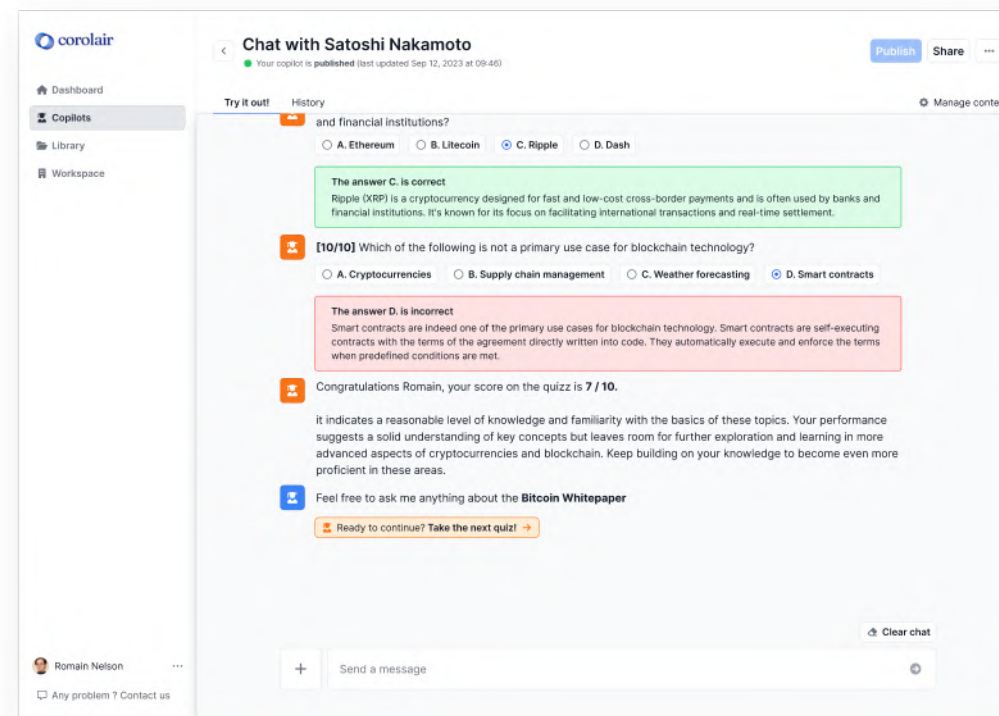 corolair
Chat with Satoshi Nakamoto
Your copilot is published (last updated Sep 12, 2023 at 09:46)
Publish
Share
Dashboard
Copilots
Library
Workspace
Try it out!
History
Manage conte
and financial institutions?
A. Ethereum
B. Litecoin
C. Ripple
D. Dash
The answer C. is correct
Ripple (XRP) is a cryptocurrency designed for fast and low-cost cross-border payments and is often used by banks and
financial institutions. It's known for its focus on facilitating international transactions and real-time settlement.
[10/10] Which of the following is not a primary use case for blockchain technology?
A. Cryptocurrencies
B. Supply chain management
C. Weather forecasting
D. Smart contracts
The answer D. is incorrect
Smart contracts are indeed one of the primary use cases for blockchain technology. Smart contracts are self-executing
contracts with the terms of the agreement directly written into code. They automatically execute and enforce the terms
when predefined conditions are met.
Congratulations Romain, your score on the quizz is 7 / 10.
it indicates a reasonable level of knowledge and familiarity with the basics of these topics. Your performance
suggests a solid understanding of key concepts but leaves room for further exploration and learning in more
advanced aspects of cryptocurrencies and blockchain. Keep building on your knowledge to become even more
proficient in these areas.
Feel free to ask me anything about the Bitcoin Whitepaper
Ready to continue? Take the next quiz! →
Clear chat
Romain Nelson
Send a message
Any problem ? Contact us